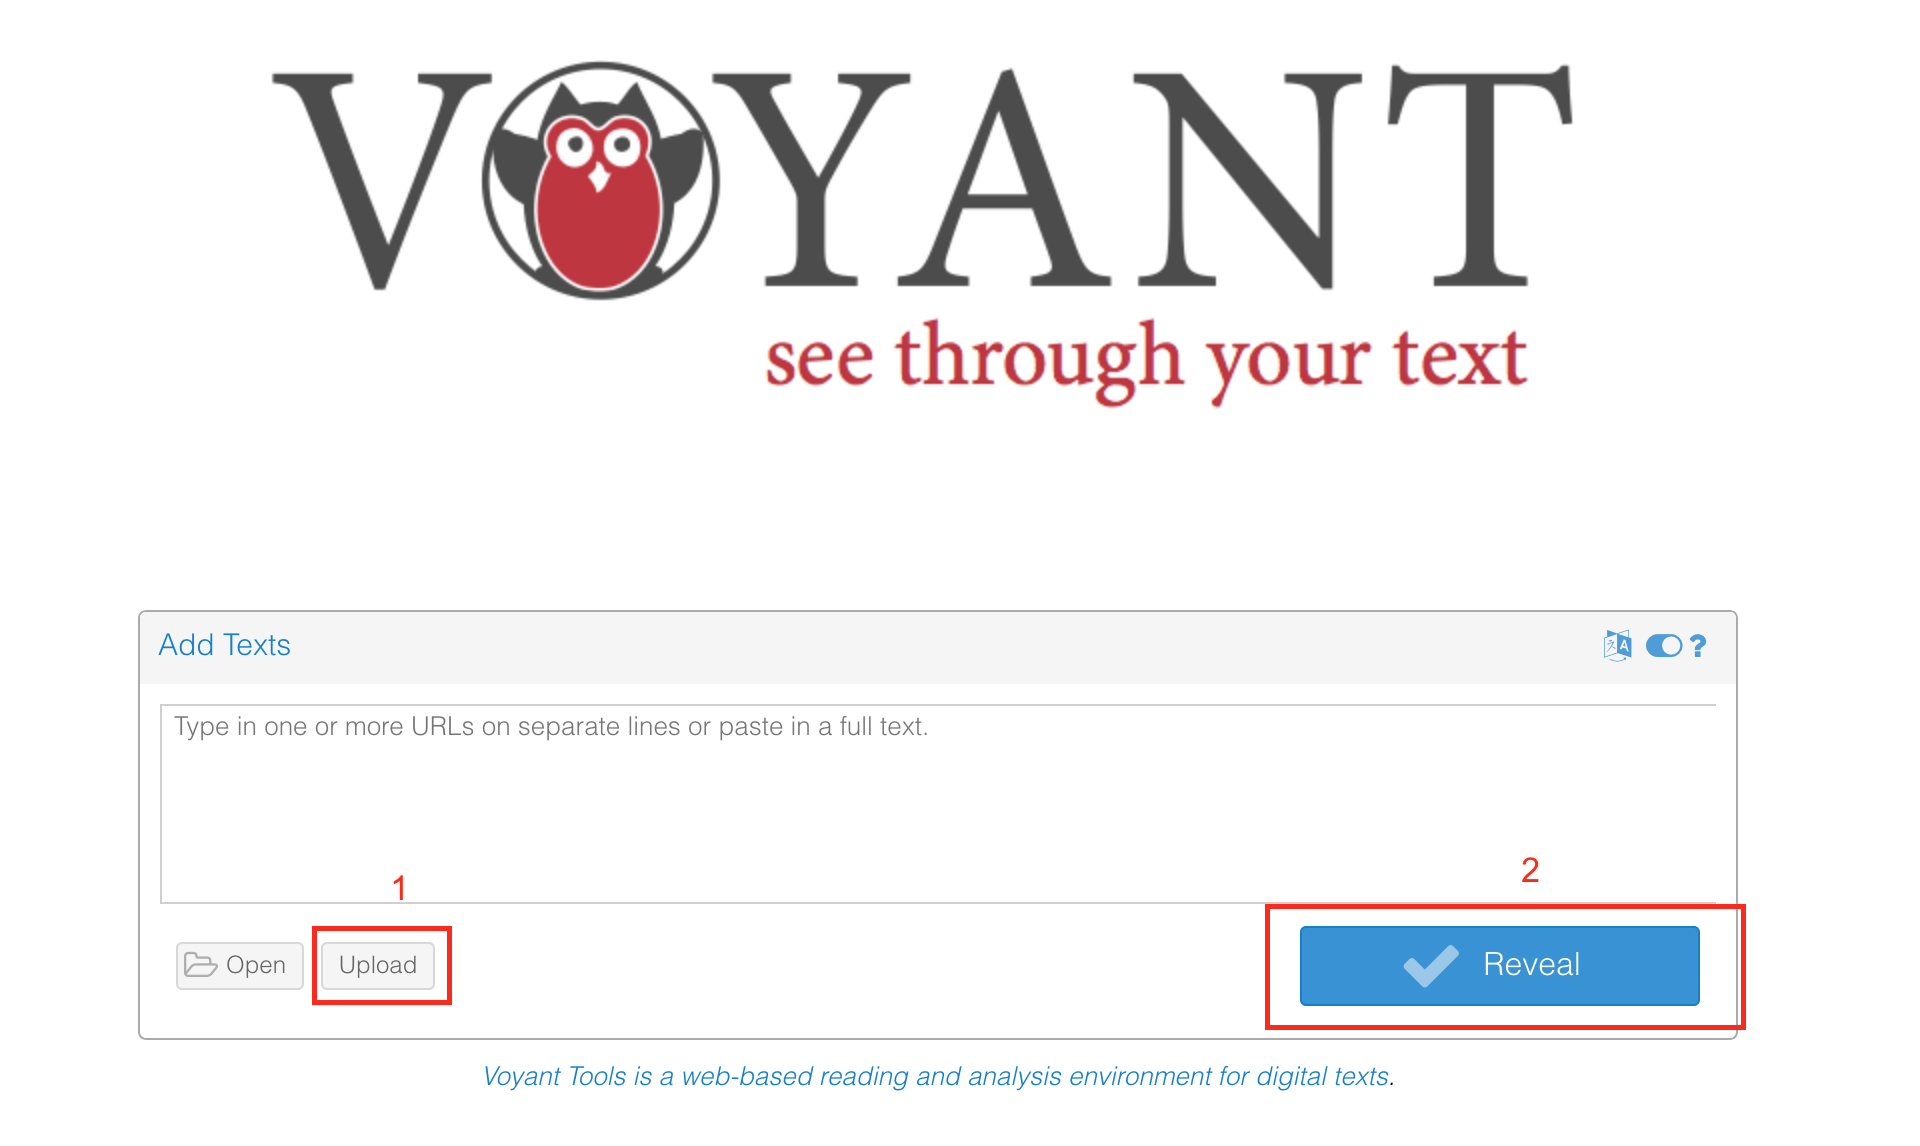 VOYANT
see through your text
Add Texts
?
Type in one or more URLs on separate lines or paste in a full text.
1
2
Open
Upload
Reveal
Voyant Tools is a web-based reading and analysis environment for digital texts.